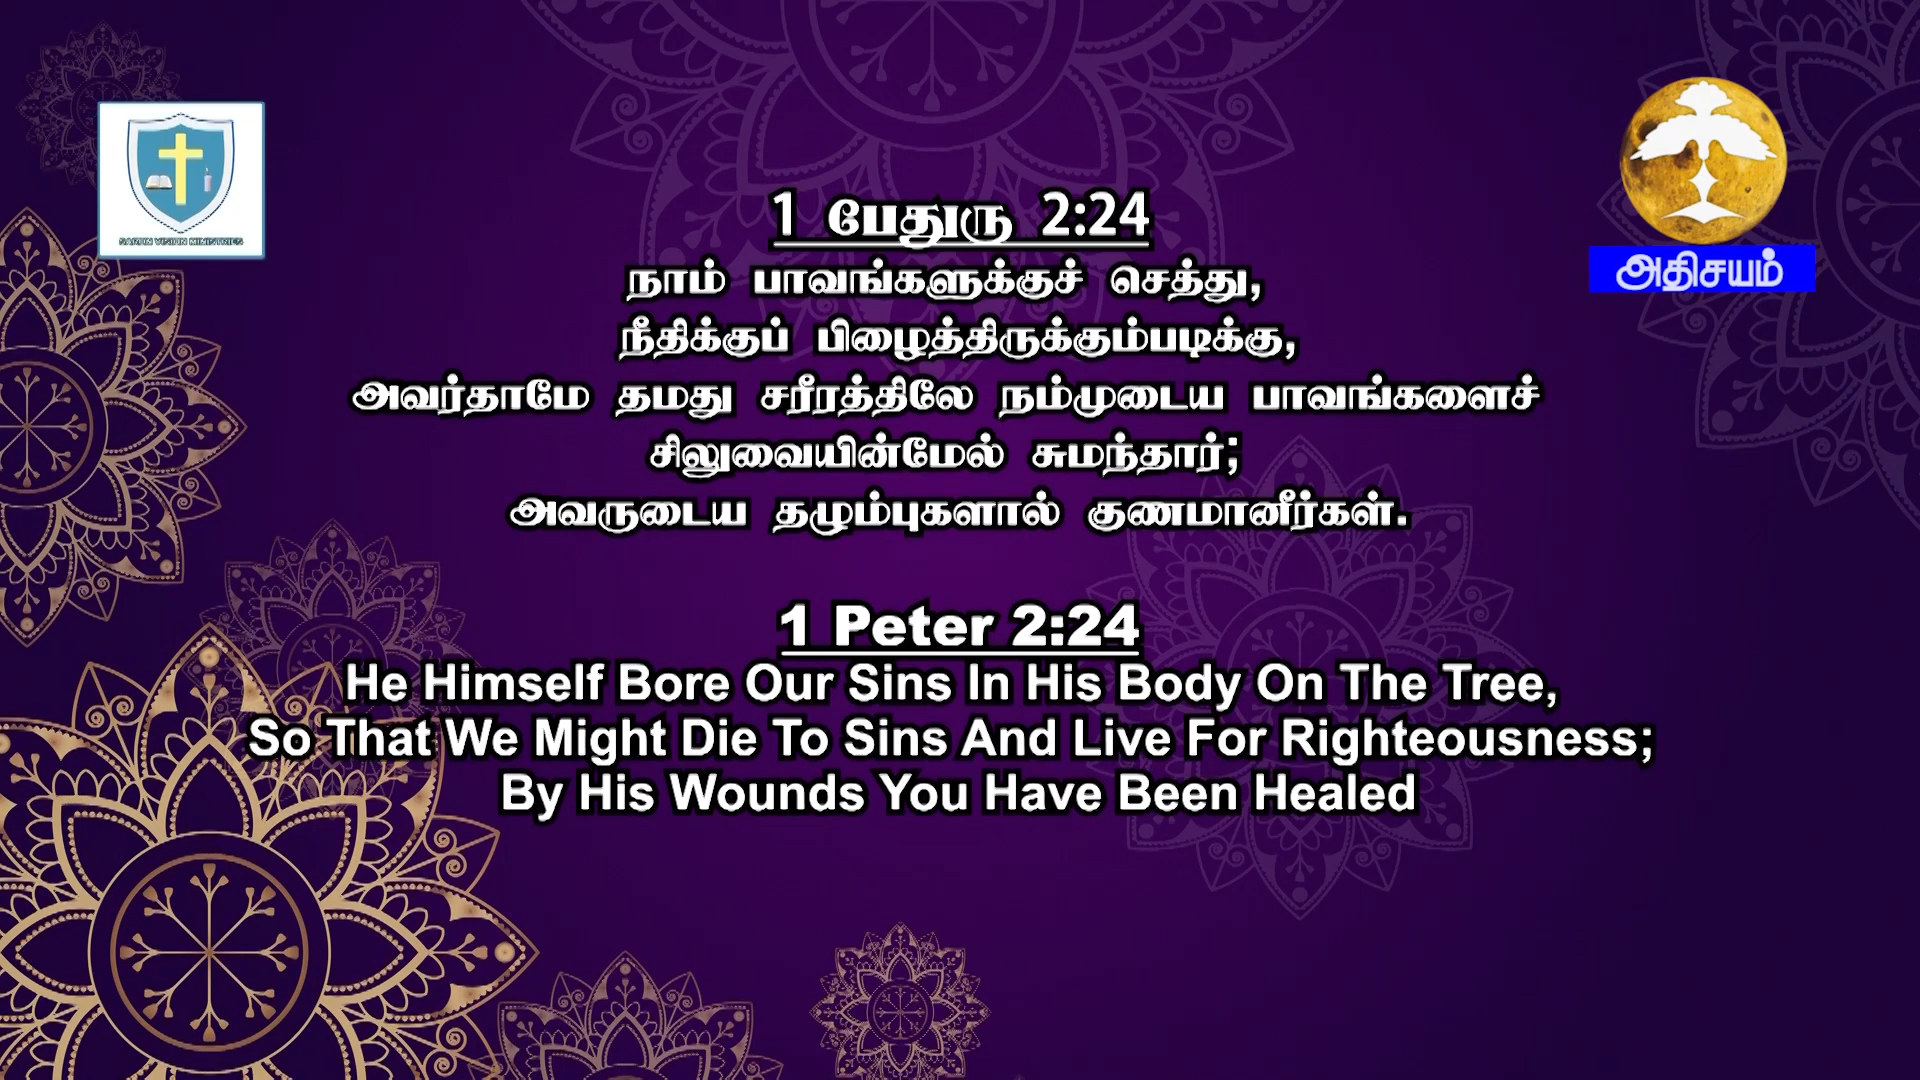 1 பேதுரு 2:24
நாம் பாவங்களுக்குச் செத்து,
நீதிக்குப் பிழைத்திருக்கும்படிக்கு,
அவர்தாமே தமது சரீரத்திலே நம்முடைய பாவங்களைச்
சிலுவையின்மேல் சுமந்தார்;
அவருடைய தழும்புகளால் குணமானீர்கள்.
1 Peter 2:24
He Himself Bore Our Sins In His Body On The Tree,
So That We Might Die To Sins And Live For Righteousness;
By His Wounds You Have Been Healed
அதிசயம்